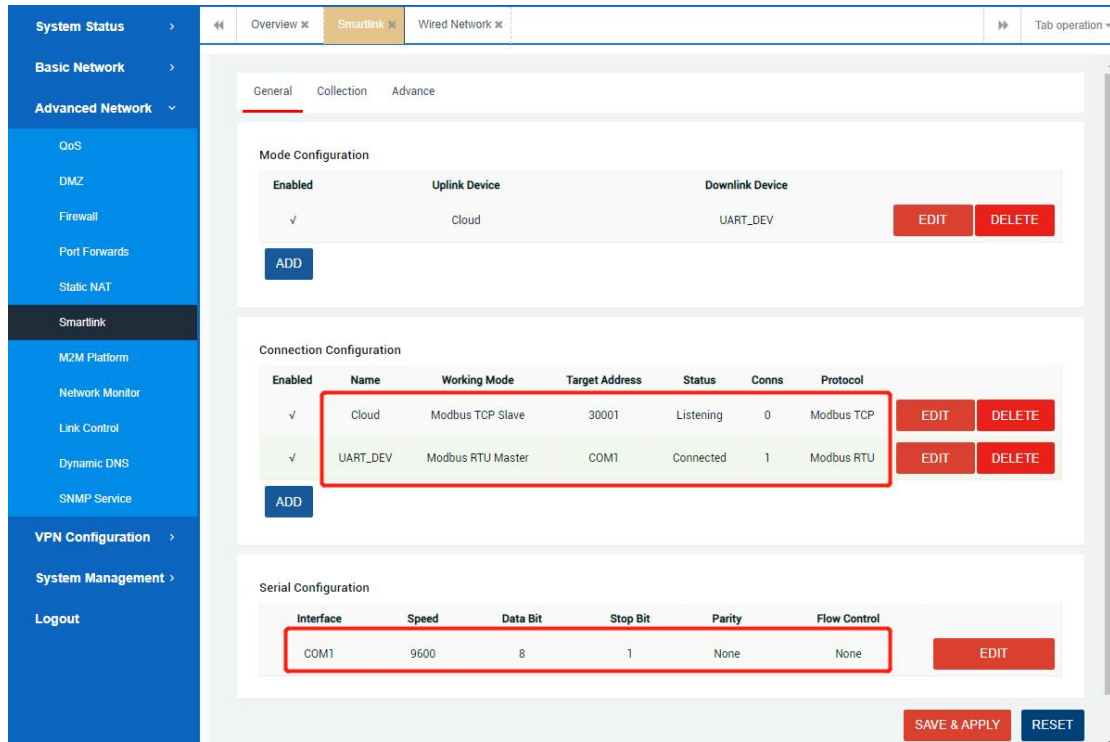 System Status
Overview Smartlink Wired Network Tab operation
Basic Network
General Collection Advance
Advanced Network
QoS
DMZ
Firewall
Port Forwards
Static NAT
Smartlink
M2M Platform
Network Monitor
Link Control
Dynamic DNS
SNMP Service
VPN Configuration
System Management
Logout
Mode Configuration
Enabled Uplink Device Downlink Device
√ Cloud UART_DEV EDIT DELETE
ADD
Connection Configuration
Enabled Name Working Mode Target Address Status Conns Protocol
√ Cloud Modbus TCP Slave 30001 Listening 0 Modbus TCP EDIT DELETE
√ UART_DEV Modbus RTU Master COM1 Connected 1 Modbus RTU EDIT DELETE
ADD
Serial Configuration
Interface Speed Data Bit Stop Bit Parity Flow Control
COM1 9600 8 1 None None EDIT
SAVE & APPLY RESET